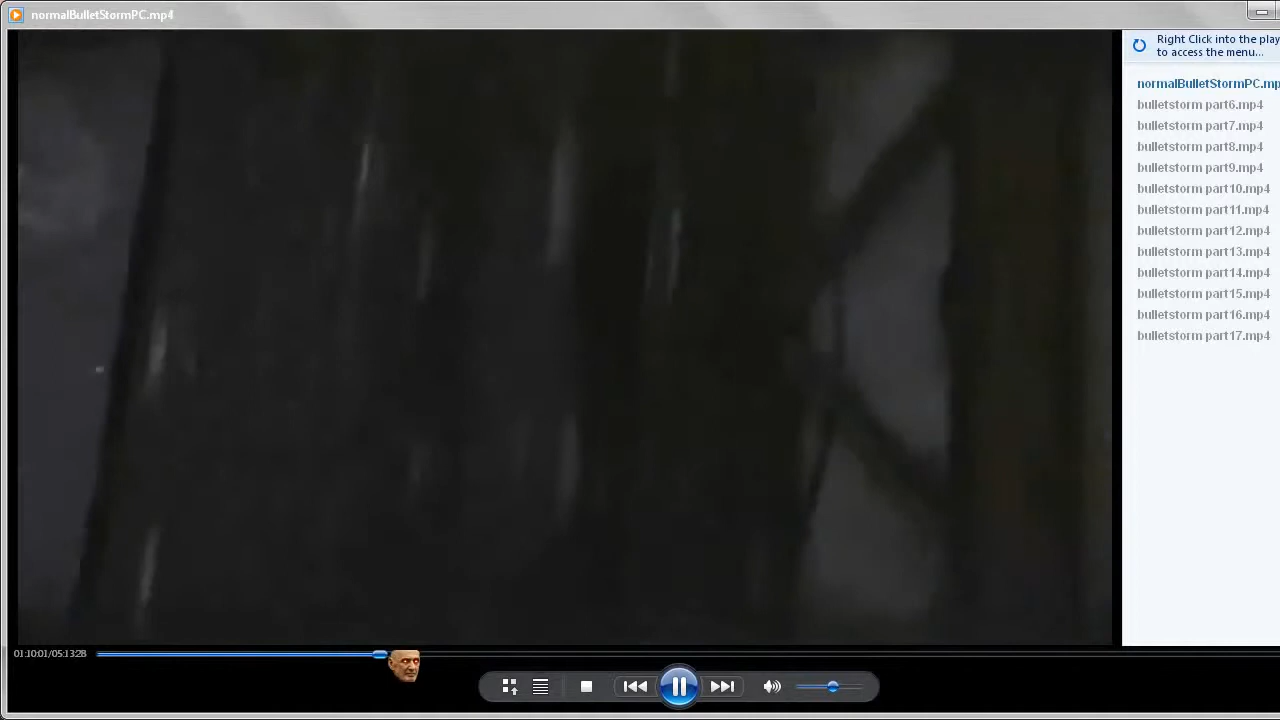 normalBulletStormPC.mp4
Right Click into the play
to access the menu...
normalBulletStormPC.mp
bulletstorm part6.mp4
bulletstorm part7.mp4
bulletstorm part8.mp4
bulletstorm part9.mp4
bulletstorm part10.mp4
bulletstorm part11.mp4
bulletstorm part12.mp4
bulletstorm part13.mp4
bulletstorm part14.mp4
bulletstorm part15.mp4
bulletstorm part16.mp4
bulletstorm part17.mp4
01:10:01/05:13:28